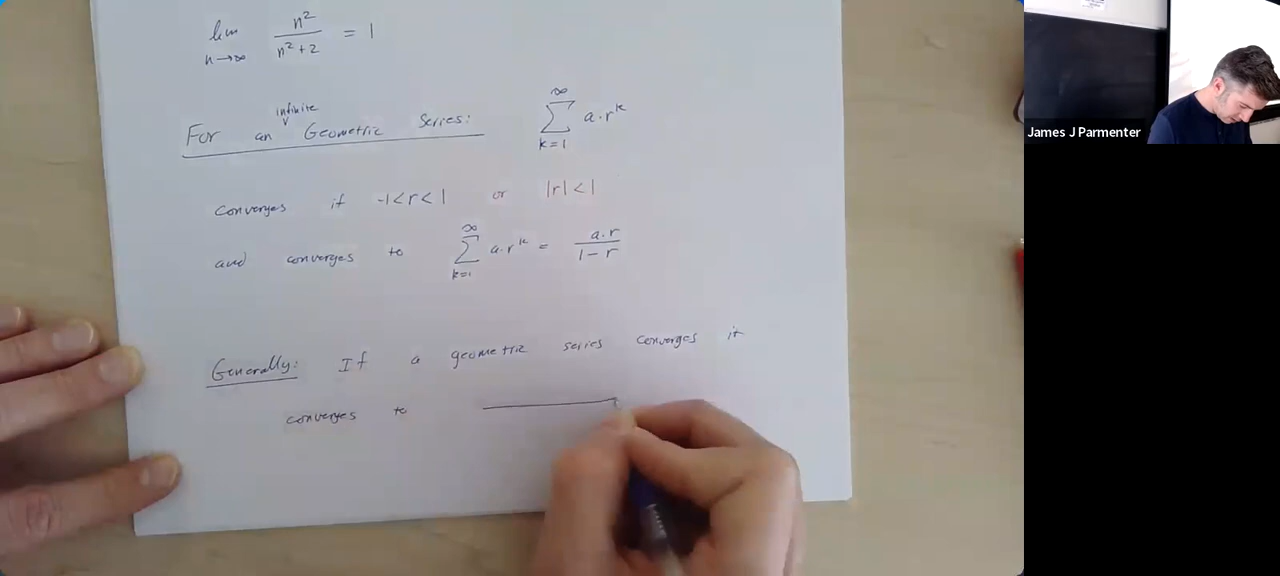 lim n→∞ n²/(n²+2) = 1
For an infinite Geometric Series: ∞ ∑ k=1 a·r^k
converges if -1<r<1 or |r|<1
and converges to ∞ ∑ k=1 a·r^k = a·r/(1-r)
Generally: If a geometric series converges it
converges to
James J Parmenter